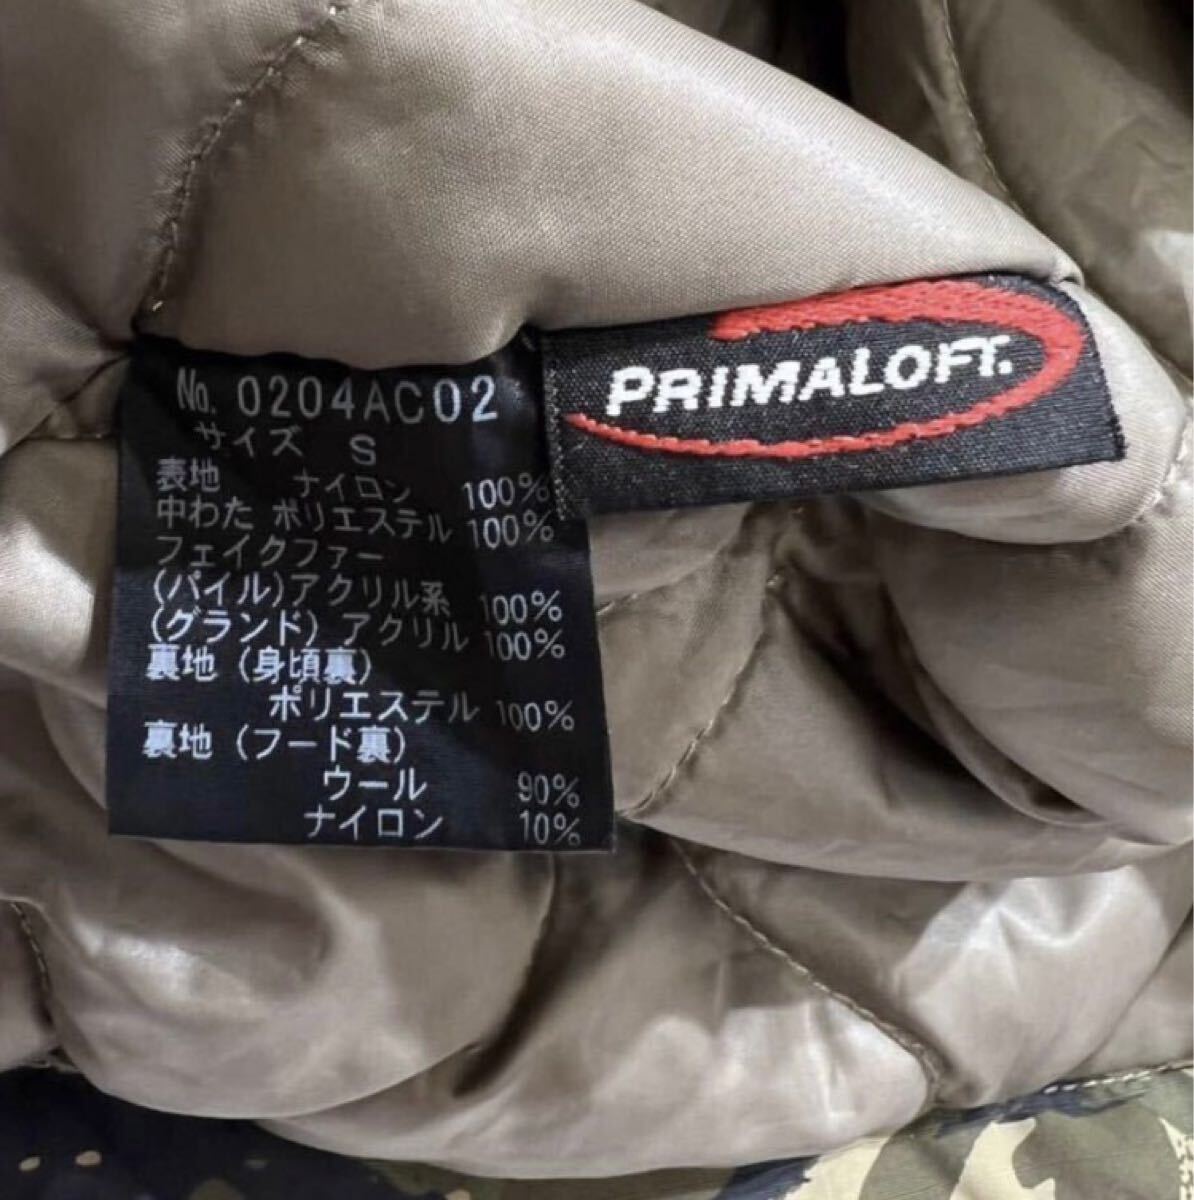 No. 0204AC02
サイズ S
表地 ナイロン 100%
中わた ポリエステル 100%
フェイクファー
(パイル)アクリル系 100%
(グランド) アクリル 100%
裏地 (身頃裏)
ポリエステル 100%
裏地 (フード裏)
ウール 90%
ナイロン 10%
PRIMALOFT.